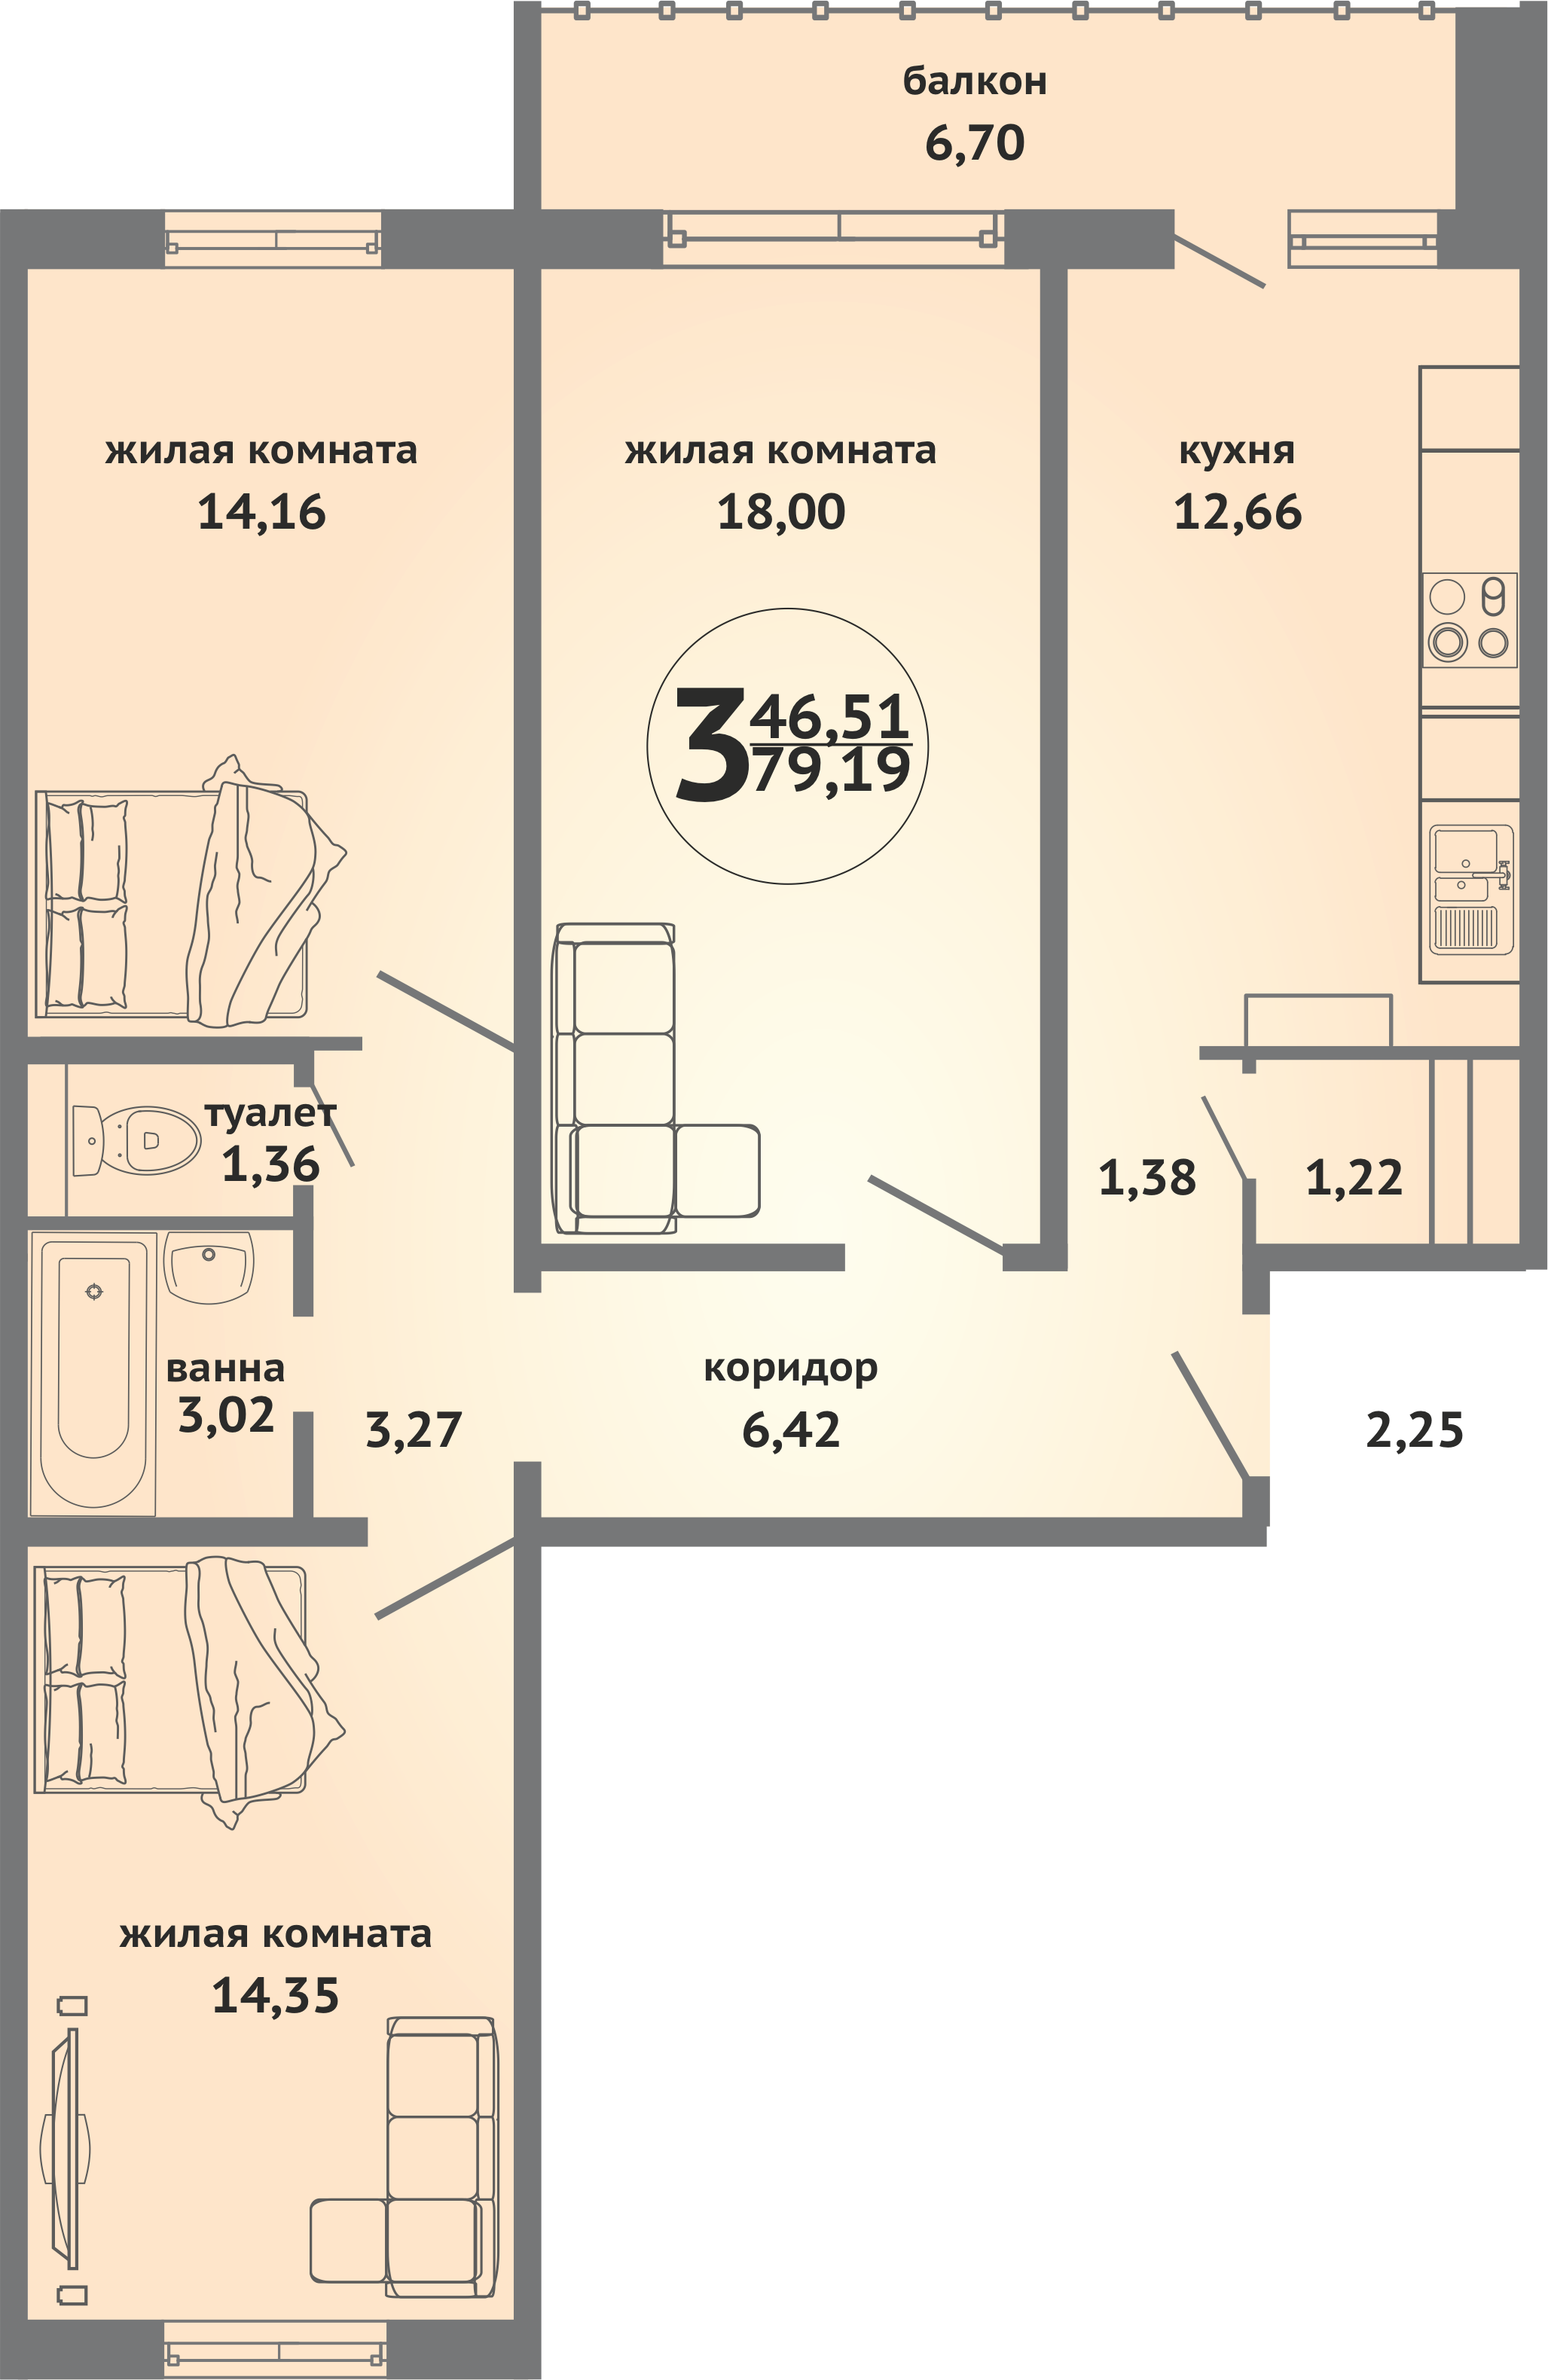 балкон
6,70
жилая комната
14,16
жилая комната
18,00
кухня
12,66
3
46,51
79,19
туалет
1,36
1,38
1,22
ванна
3,02
3,27
коридор
6,42
2,25
жилая комната
14,35